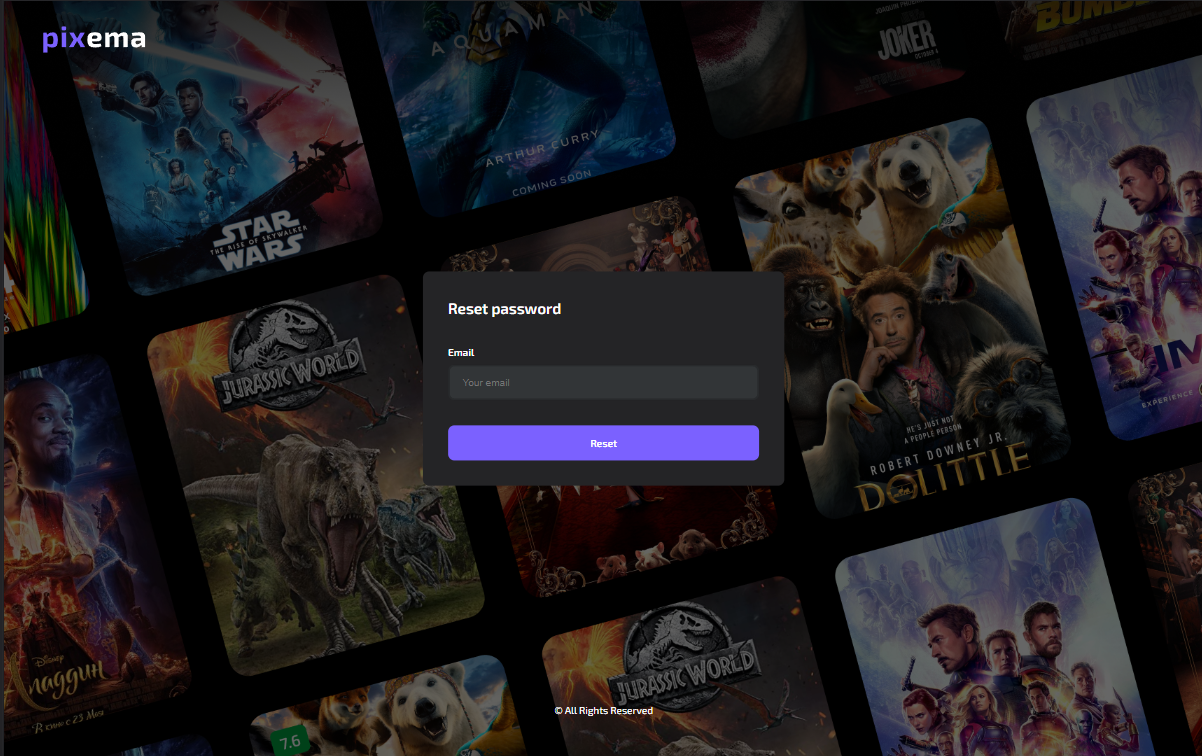 pixema
AQUAMAN
ARTHUR CURRY
COMING SOON
JOKER
STAR
THE RISE OF SKYWALKER
WARS
JURASSIC WORLD
Reset password
Email
Your email
Reset
HE'S JUST NOT
A PEOPLE PERSON
ROBERT DOWNEY JR.
DOLITTLE
EXPERIENCE
DISNEY
Аладдин
В кино с 23 мая
JURASSIC WORLD
© All Rights Reserved
7.6